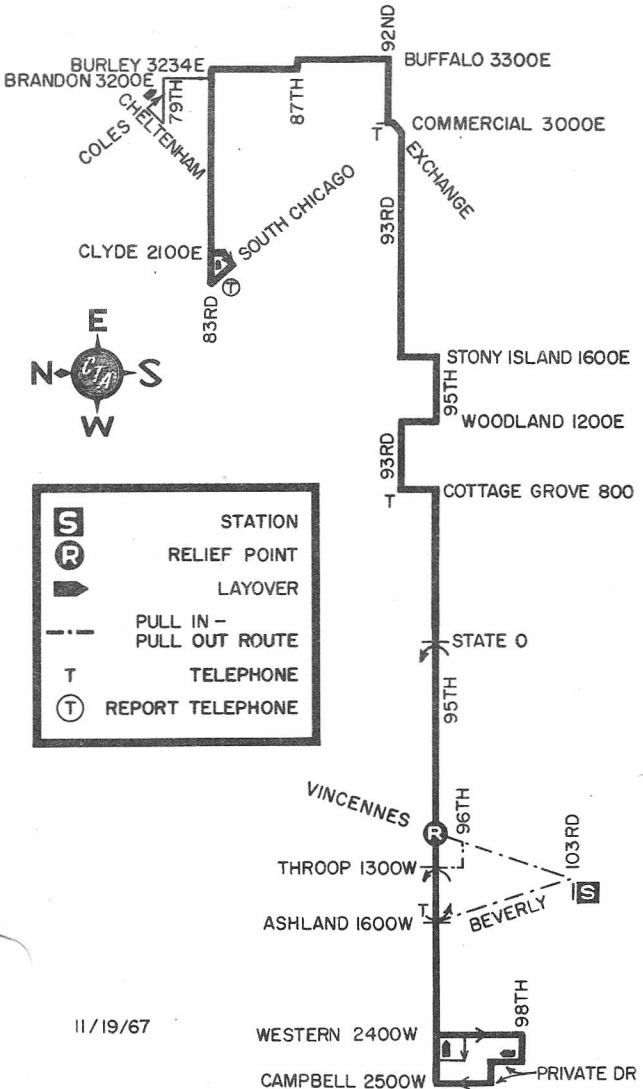 92ND
BURLEY 3234E
BUFFALO 3300E
BRANDON 3200E
79TH
87TH
CHELTENHAM
COLES
T
COMMERCIAL 3000E
EXCHANGE
SOUTH CHICAGO
93RD
CLYDE 2100E
T
83RD
E
N CTA S
W
STONY ISLAND 1600E
95TH
WOODLAND 1200E
93RD
COTTAGE GROVE 800
T
S STATION
R RELIEF POINT
LAYOVER
PULL IN –
PULL OUT ROUTE
T TELEPHONE
T REPORT TELEPHONE
STATE 0
95TH
VINCENNES
R
96TH
103RD
THROOP 1300W
S
T
ASHLAND 1600W
BEVERLY
98TH
11/19/67
WESTERN 2400W
PRIVATE DR.
CAMPBELL 2500W